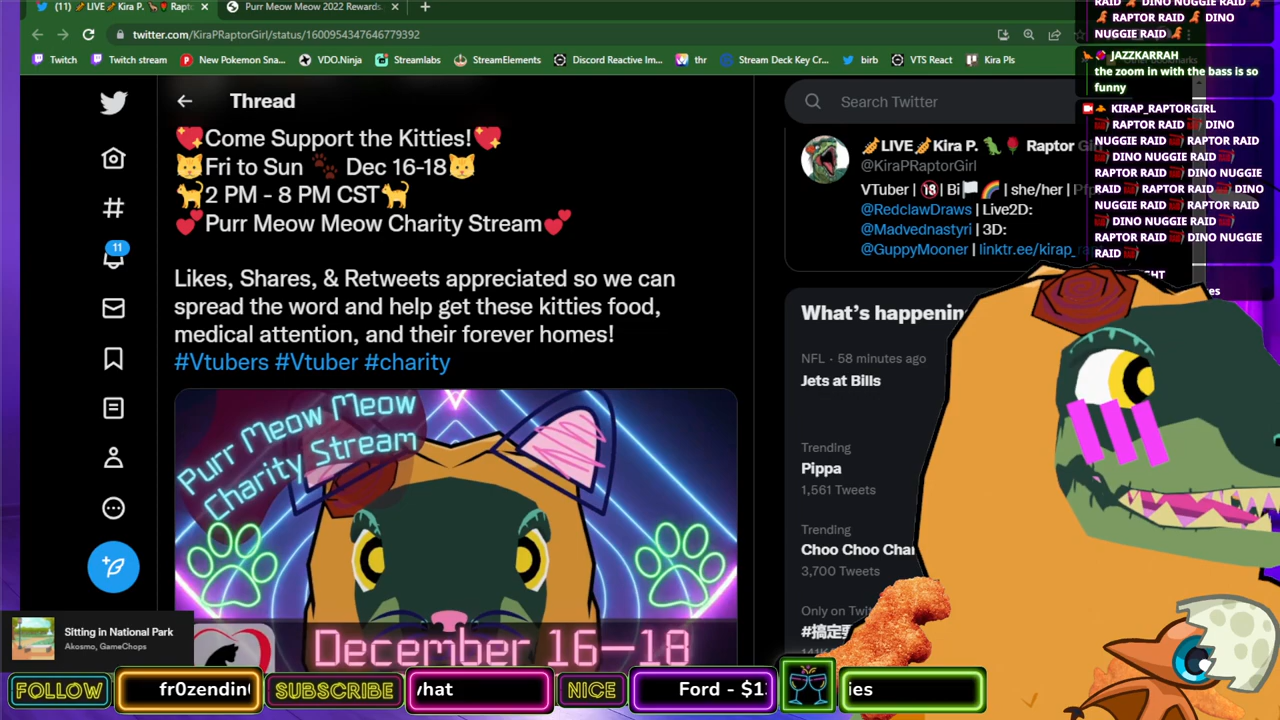 (11) 🥕LIVE🥕Kira P. 🦖🌹 Rapto
Purr Meow Meow 2022 Rewards
twitter.com/KiraPRaptorGirl/status/1600954347646779392
Twitch
Twitch stream
New Pokemon Sna...
VDO.Ninja
Streamlabs
StreamElements
Discord Reactive Im...
thr
Stream Deck Key Cr...
birb
VTS React
Kira Pls
Thread
💖Come Support the Kitties!💖
🐱Fri to Sun 🐾 Dec 16-18🐱
🐈2 PM - 8 PM CST🐈
💕Purr Meow Meow Charity Stream💕
Likes, Shares, & Retweets appreciated so we can
spread the word and help get these kitties food,
medical attention, and their forever homes!
#Vtubers #Vtuber #charity
Purr Meow Meow
Charity Stream
December 16-18
11
Search Twitter
🥕LIVE🥕Kira P. 🦖🌹 Raptor
@KiraPRaptorGirl
VTuber | 🔞 | Bi🏳️‍🌈 | she/her |
@RedclawDraws | Live2D:
@Madvednastyri | 3D:
@GuppyMooner | linktr.ee/kirap_ra
What's happenin
NFL · 58 minutes ago
Jets at Bills
Trending
Pippa
1,561 Tweets
Trending
Choo Choo Char
3,700 Tweets
Only on Twi
RAID DINO NUGGIE RAID
RAPTOR RAID DINO
NUGGIE RAID
JAZZKARRAH
the zoom in with the bass is so
funny
KIRAP_RAPTORGIRL
RAPTOR RAID DINO
NUGGIE RAID RAPTOR RAID
DINO NUGGIE RAID
RAPTOR RAID DINO NUGGIE
RAID RAPTOR RAID DINO
NUGGIE RAID RAPTOR RAID
DINO NUGGIE RAID
RAPTOR RAID DINO NUGGIE
RAID
Sitting in National Park
Akosmo, GameChops
FOLLOW
fr0zendin
SUBSCRIBE
NICE
Ford - $1
ies